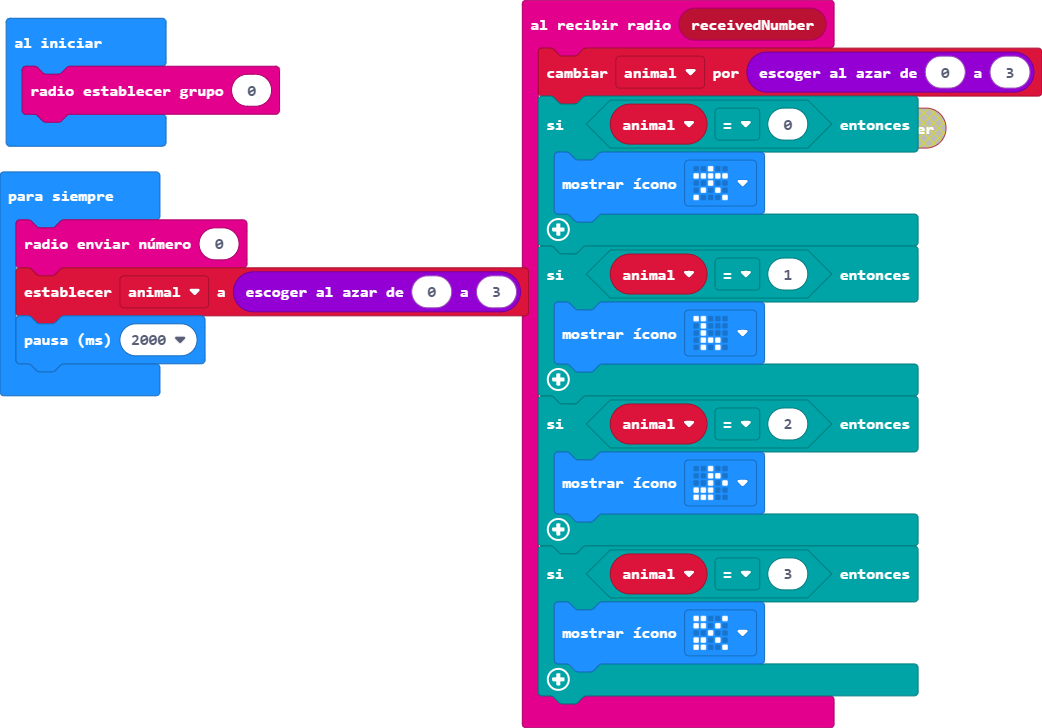 al iniciar
radio establecer grupo 0
para siempre
radio enviar número 0
establecer animal a escoger al azar de 0 a 3
pausa (ms) 2000
al recibir radio receivedNumber
cambiar animal por escoger al azar de 0 a 3
si animal = 0 entonces
er
mostrar ícono
si animal = 1 entonces
mostrar ícono
si animal = 2 entonces
mostrar ícono
si animal = 3 entonces
mostrar ícono